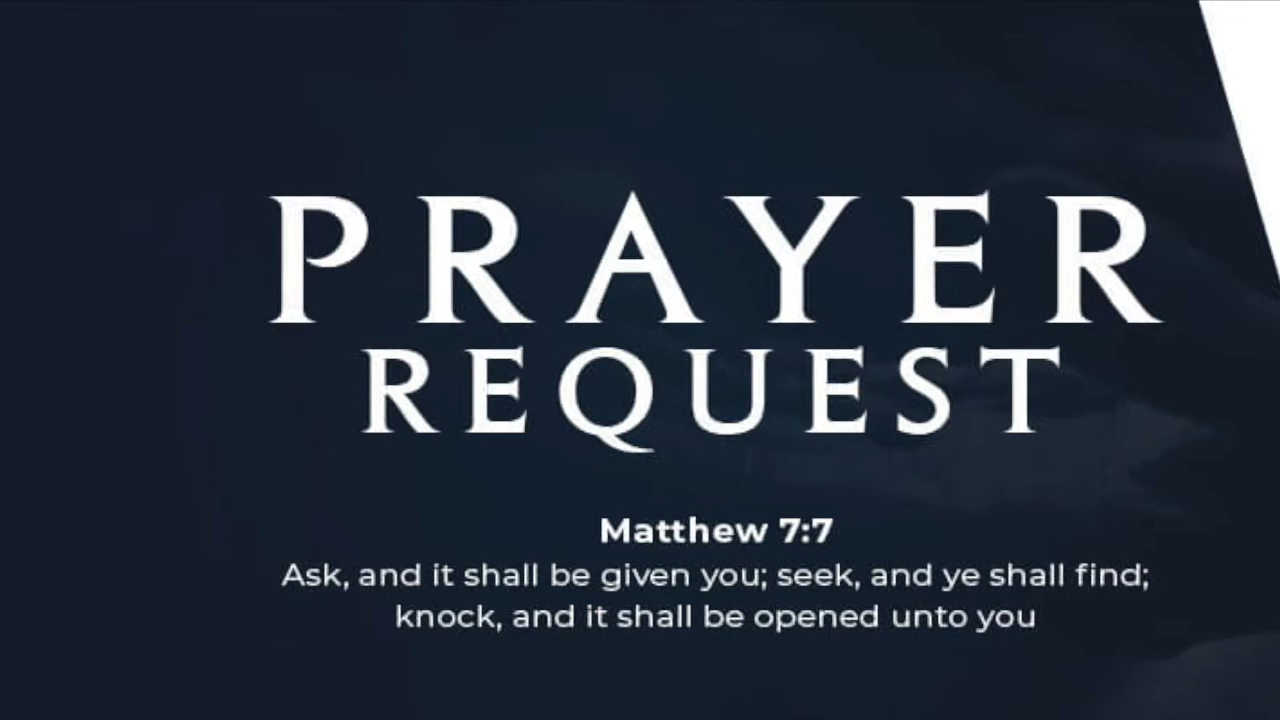 PRAYER
REQUEST
Matthew 7:7
Ask, and it shall be given you; seek, and ye shall find;
knock, and it shall be opened unto you